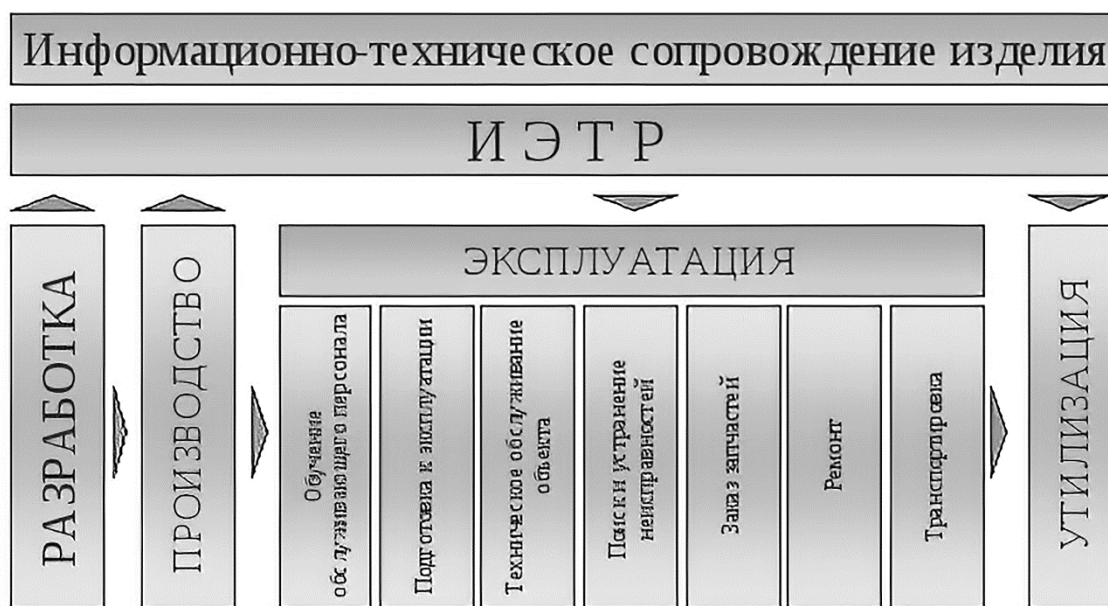 Информационно-техническое сопровождение изделия
ИЭТР
РАЗРАБОТКА
ПРОИЗВОДСТВО
ЭКСПЛУАТАЦИЯ
Обучение
обслуживающего персонала
Подготовка к эксплуатации
Техническое обслуживание
объекта
Поиск и устранение
неисправностей
Заказ запчастей
Ремонт
Транспортировка
УТИЛИЗАЦИЯ